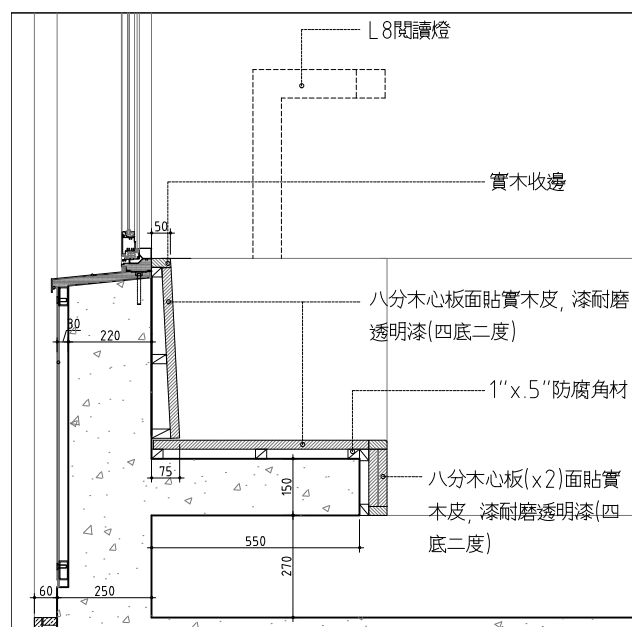 L8閱讀燈
實木收邊
50
八分木心板面貼實木皮, 漆耐磨
透明漆(四底二度)
30
220
1"x.5"防腐角材
75
150
八分木心板(x2)面貼實
木皮, 漆耐磨透明漆(四
底二度)
550
270
60
250